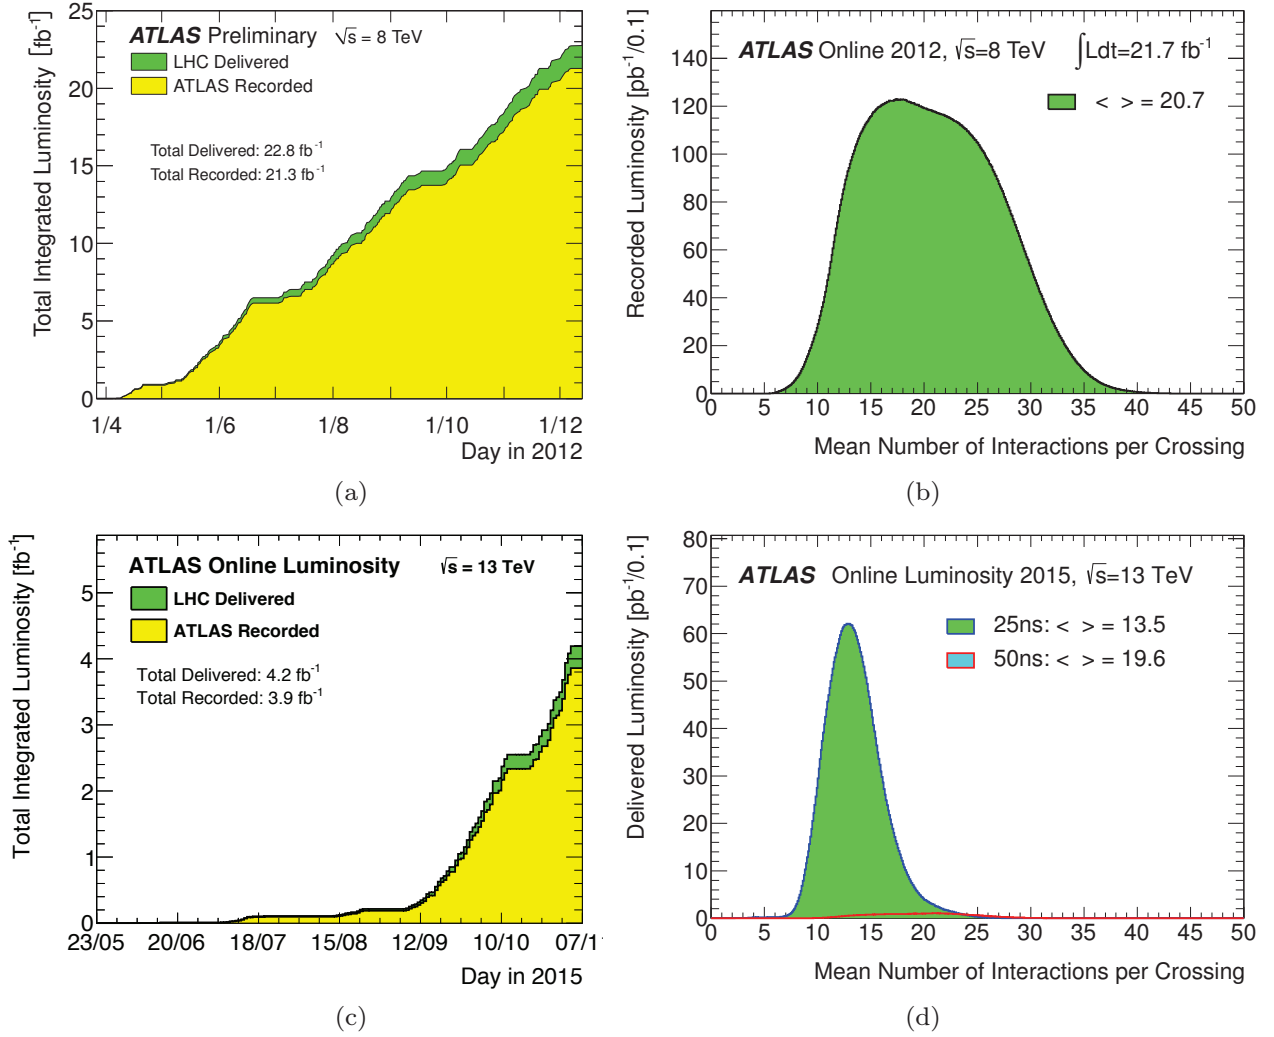 ATLAS Preliminary √s = 8 TeV
LHC Delivered
ATLAS Recorded
Total Delivered: 22.8 fb-1
Total Recorded: 21.3 fb-1
Total Integrated Luminosity [fb-1]
25
20
15
10
5
0
1/4 1/6 1/8 1/10 1/12
Day in 2012
(a)
ATLAS Online 2012, √s=8 TeV ∫Ldt=21.7 fb-1
< > = 20.7
Recorded Luminosity [pb-1/0.1]
140
120
100
80
60
40
20
0
0 5 10 15 20 25 30 35 40 45 50
Mean Number of Interactions per Crossing
(b)
ATLAS Online Luminosity √s = 13 TeV
LHC Delivered
ATLAS Recorded
Total Delivered: 4.2 fb-1
Total Recorded: 3.9 fb-1
Total Integrated Luminosity [fb-1]
5
4
3
2
1
0
23/05 20/06 18/07 15/08 12/09 10/10 07/1
Day in 2015
(c)
ATLAS Online Luminosity 2015, √s=13 TeV
25ns: < > = 13.5
50ns: < > = 19.6
Delivered Luminosity [pb-1/0.1]
80
70
60
50
40
30
20
10
0
0 5 10 15 20 25 30 35 40 45 50
Mean Number of Interactions per Crossing
(d)